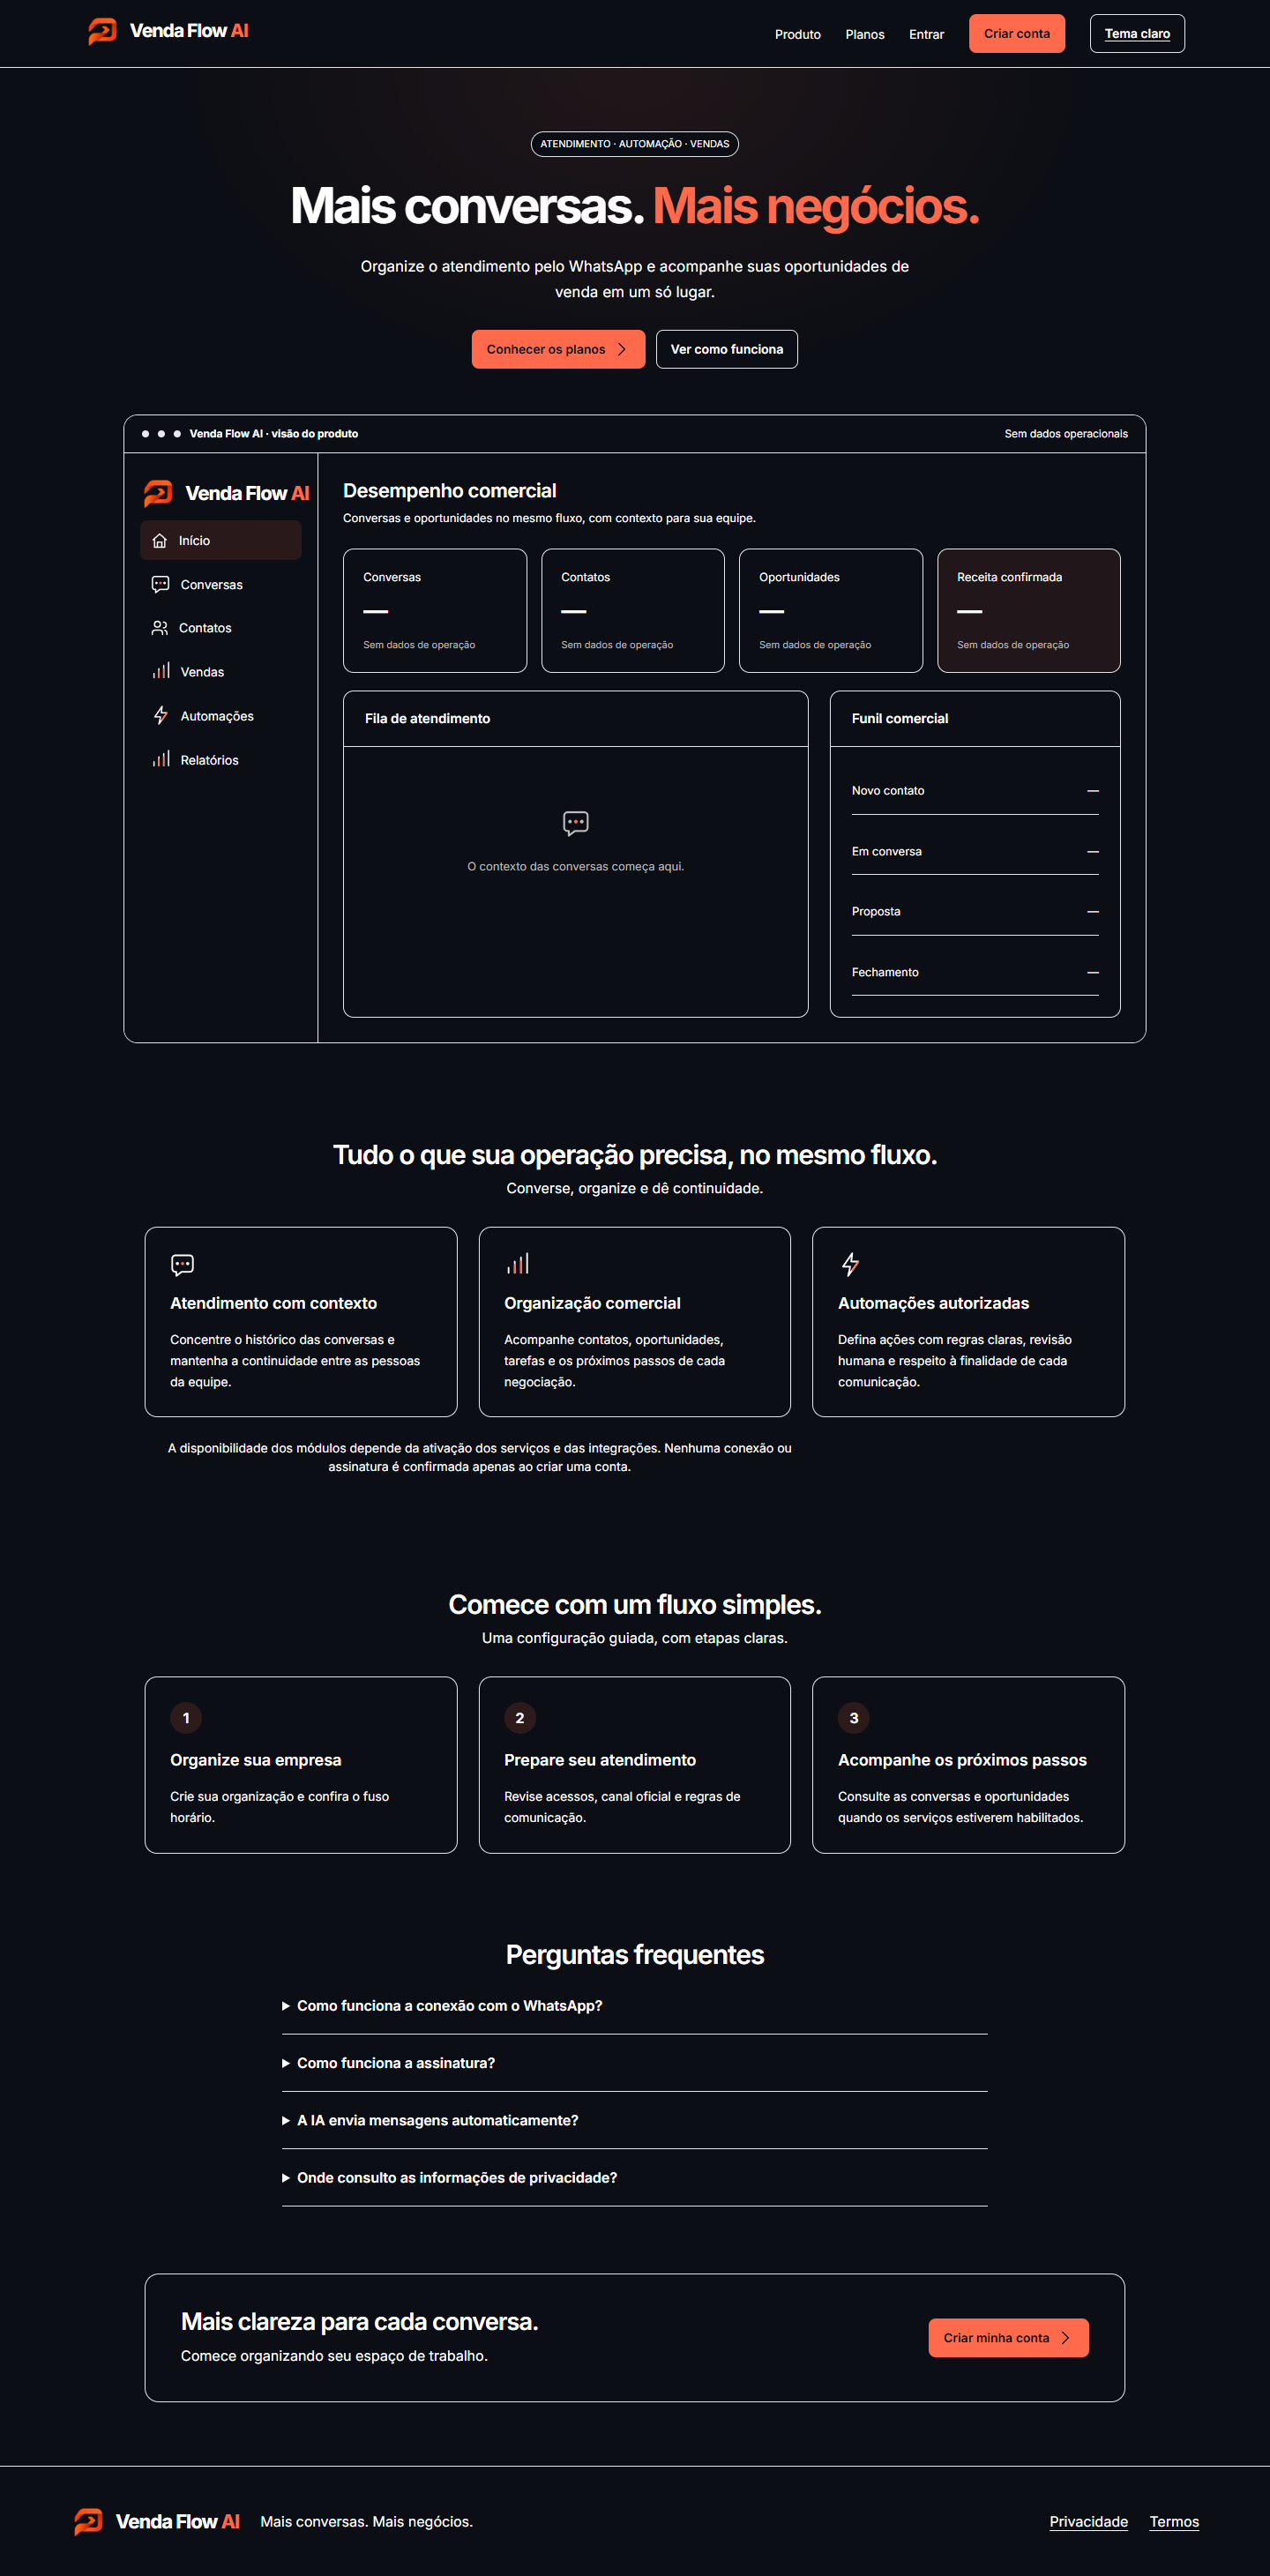 Venda Flow AI
Produto
Planos
Entrar
Criar conta
Tema claro
ATENDIMENTO · AUTOMAÇÃO · VENDAS
Mais conversas. Mais negócios.
Organize o atendimento pelo WhatsApp e acompanhe suas oportunidades de
venda em um só lugar.
Conhecer os planos
Ver como funciona
Venda Flow AI · visão do produto
Sem dados operacionais
Venda Flow AI
Início
Conversas
Contatos
Vendas
Automações
Relatórios
Desempenho comercial
Conversas e oportunidades no mesmo fluxo, com contexto para sua equipe.
Conversas
—
Sem dados de operação
Contatos
—
Sem dados de operação
Oportunidades
—
Sem dados de operação
Receita confirmada
—
Sem dados de operação
Fila de atendimento
O contexto das conversas começa aqui.
Funil comercial
Novo contato —
Em conversa —
Proposta —
Fechamento —
Tudo o que sua operação precisa, no mesmo fluxo.
Converse, organize e dê continuidade.
Atendimento com contexto
Concentre o histórico das conversas e
mantenha a continuidade entre as pessoas
da equipe.
Organização comercial
Acompanhe contatos, oportunidades,
tarefas e os próximos passos de cada
negociação.
Automações autorizadas
Defina ações com regras claras, revisão
humana e respeito à finalidade de cada
comunicação.
A disponibilidade dos módulos depende da ativação dos serviços e das integrações. Nenhuma conexão ou
assinatura é confirmada apenas ao criar uma conta.
Comece com um fluxo simples.
Uma configuração guiada, com etapas claras.
1
Organize sua empresa
Crie sua organização e confira o fuso
horário.
2
Prepare seu atendimento
Revise acessos, canal oficial e regras de
comunicação.
3
Acompanhe os próximos passos
Consulte as conversas e oportunidades
quando os serviços estiverem habilitados.
Perguntas frequentes
Como funciona a conexão com o WhatsApp?
Como funciona a assinatura?
A IA envia mensagens automaticamente?
Onde consulto as informações de privacidade?
Mais clareza para cada conversa.
Comece organizando seu espaço de trabalho.
Criar minha conta
Venda Flow AI
Mais conversas. Mais negócios.
Privacidade
Termos